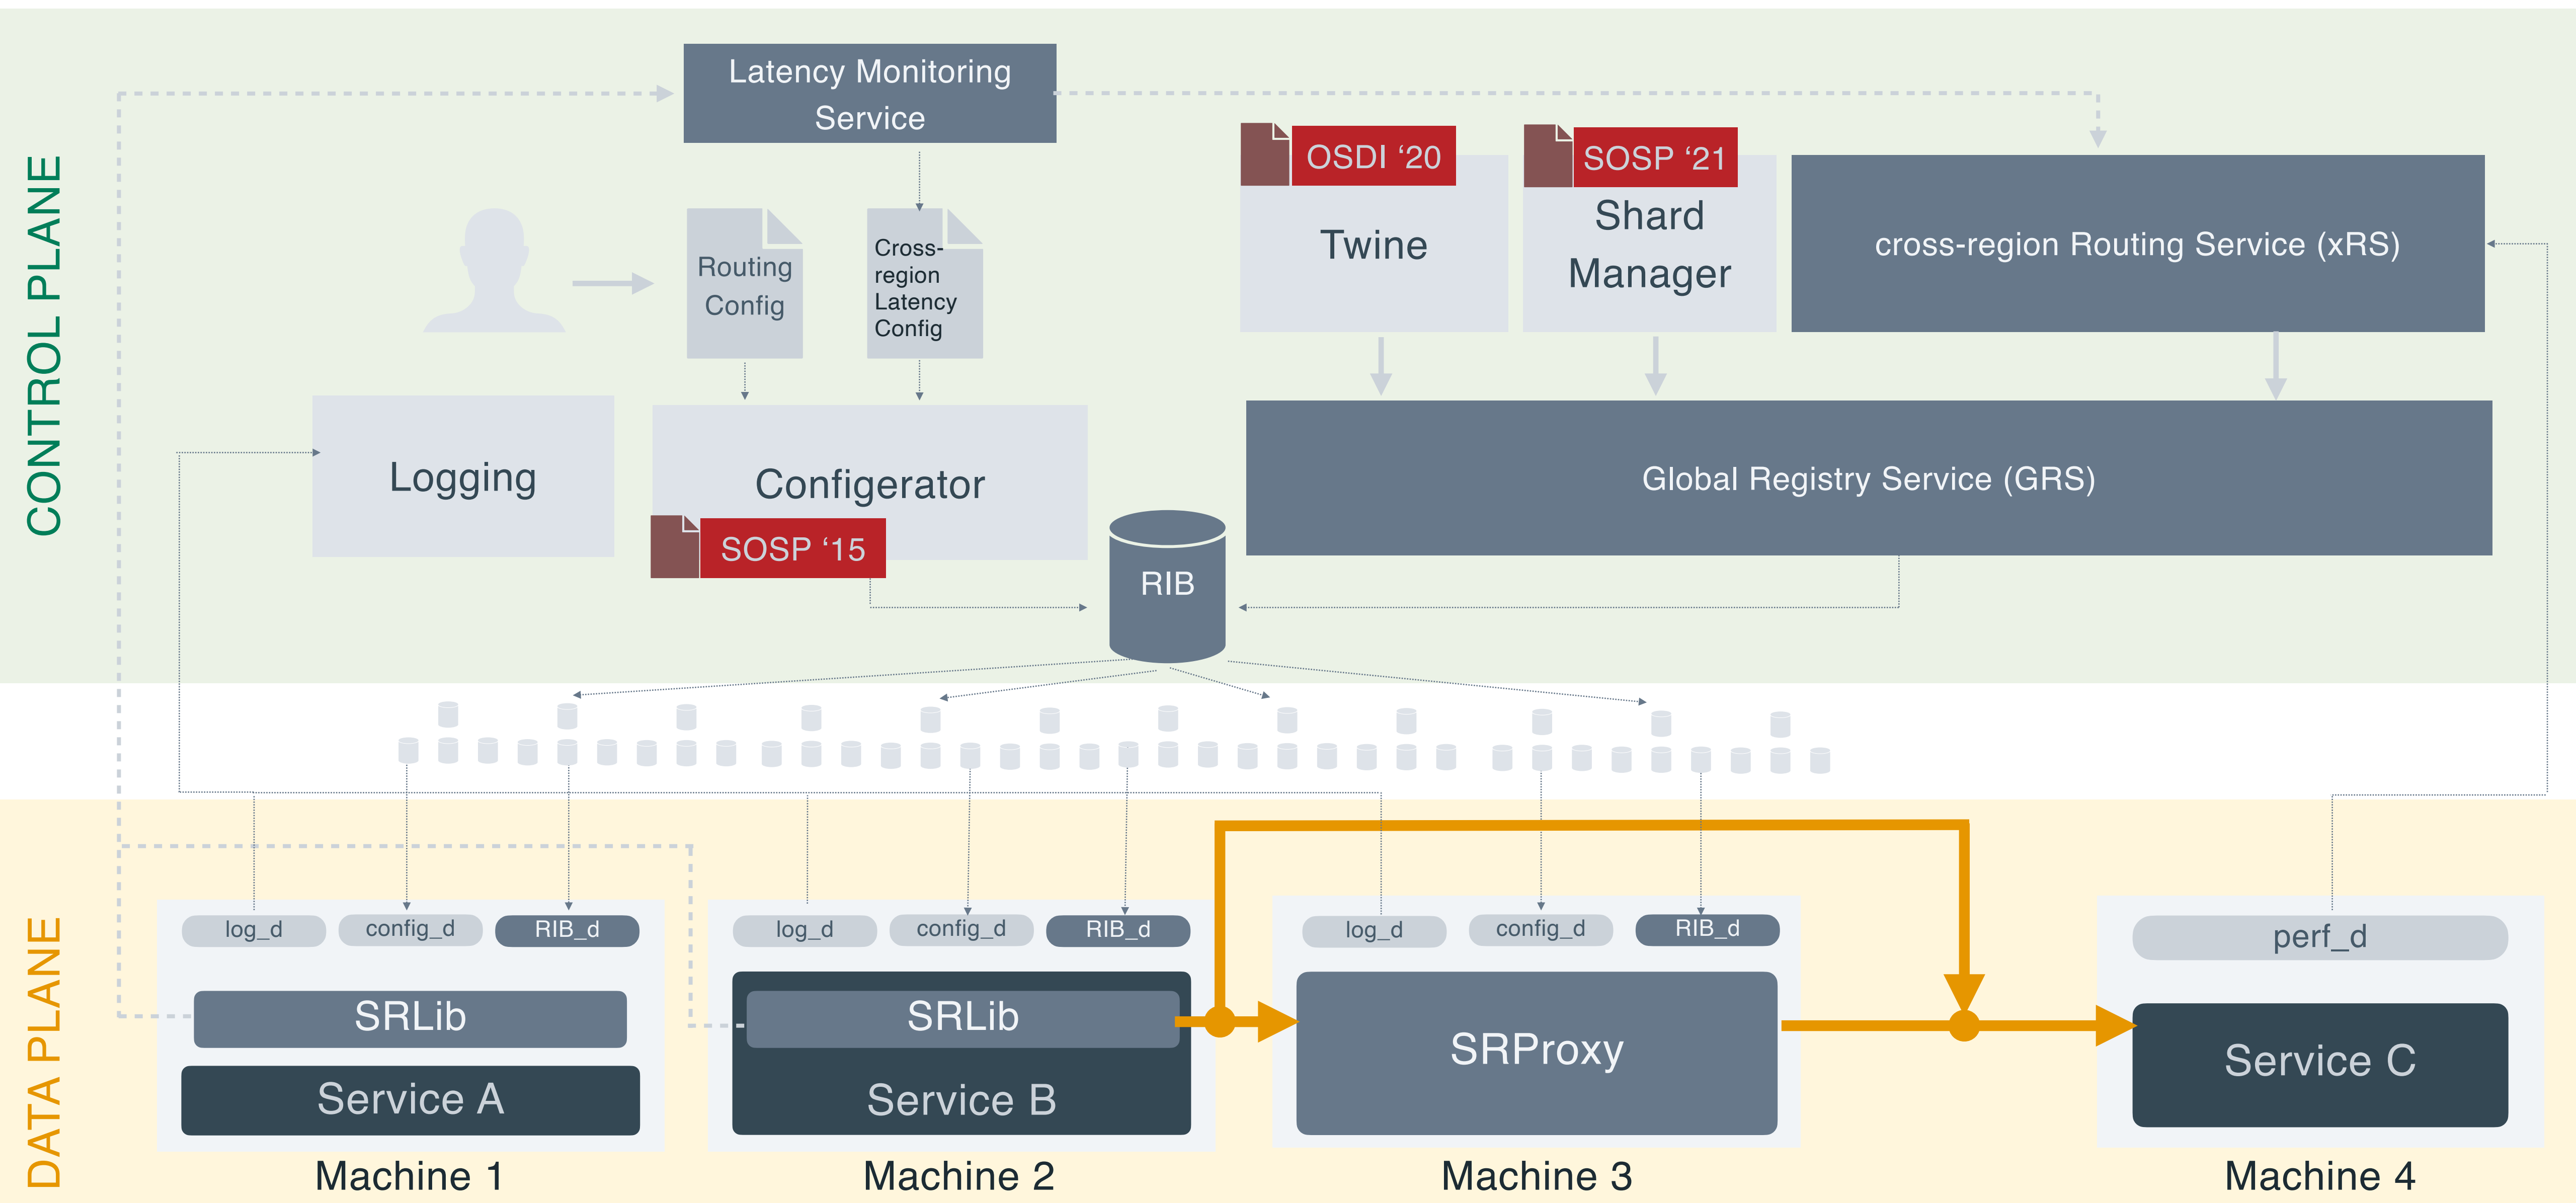 CONTROL PLANE
Latency Monitoring
Service
OSDI ‘20
SOSP ‘21
Twine
Shard
Manager
cross-region Routing Service (xRS)
Routing
Config
Cross-
region
Latency
Config
Logging
Configerator
SOSP ‘15
Global Registry Service (GRS)
RIB
DATA PLANE
log_d
config_d
RIB_d
SRLib
Service A
Machine 1
log_d
config_d
RIB_d
SRLib
Service B
Machine 2
log_d
config_d
RIB_d
SRProxy
Machine 3
perf_d
Service C
Machine 4